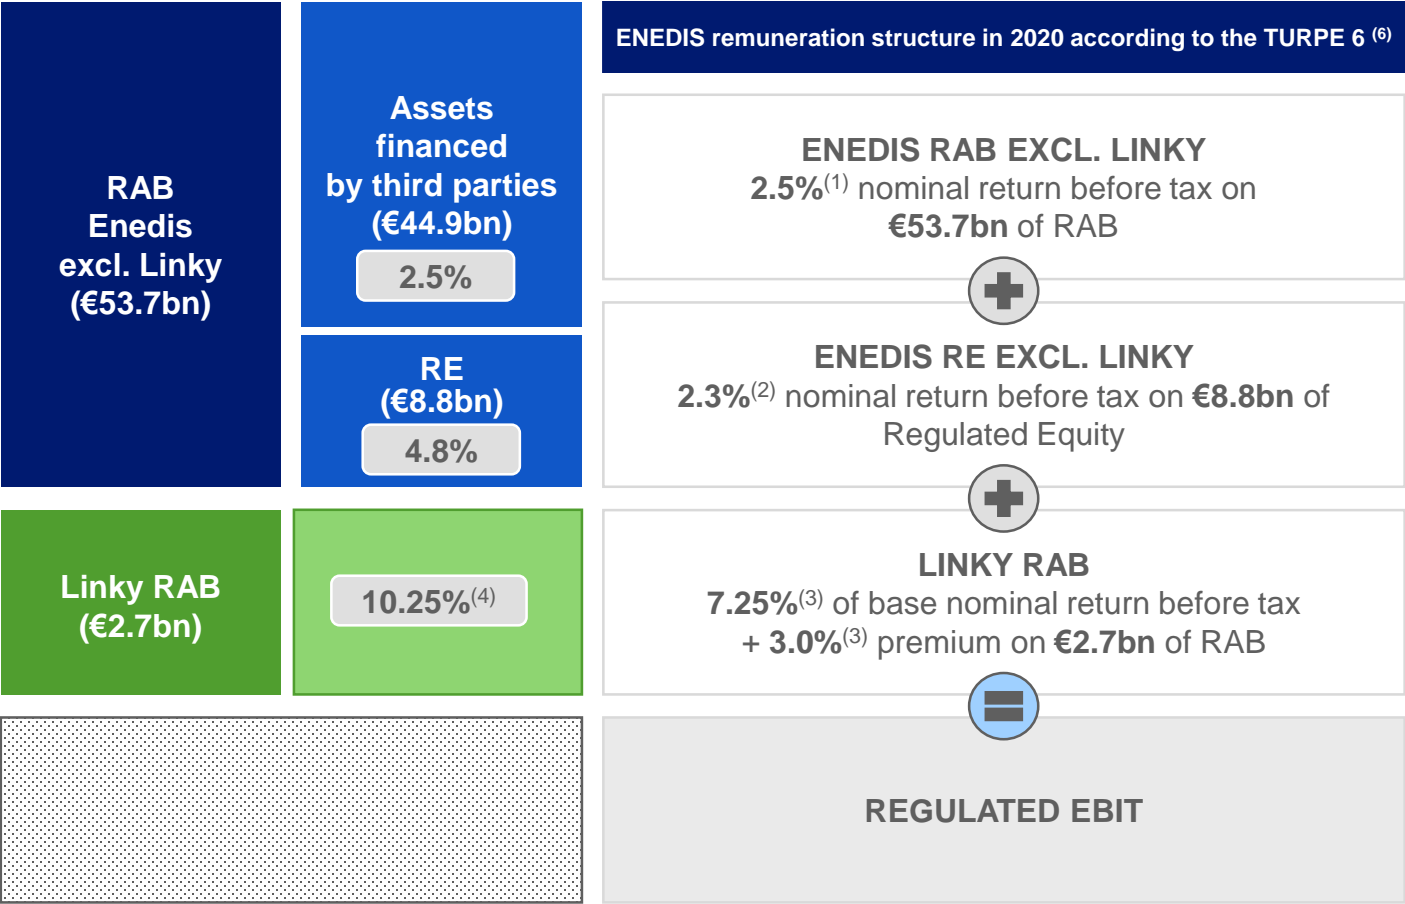 ENEDIS remuneration structure in 2020 according to the TURPE 6 (6)
RAB
Enedis
excl. Linky
(€53.7bn)
Assets
financed
by third parties
(€44.9bn)
2.5%
RE
(€8.8bn)
4.8%
ENEDIS RAB EXCL. LINKY
2.5%(1) nominal return before tax on
€53.7bn of RAB
ENEDIS RE EXCL. LINKY
2.3%(2) nominal return before tax on €8.8bn of
Regulated Equity
Linky RAB
(€2.7bn)
10.25%(4)
LINKY RAB
7.25%(3) of base nominal return before tax
+ 3.0%(3) premium on €2.7bn of RAB
REGULATED EBIT